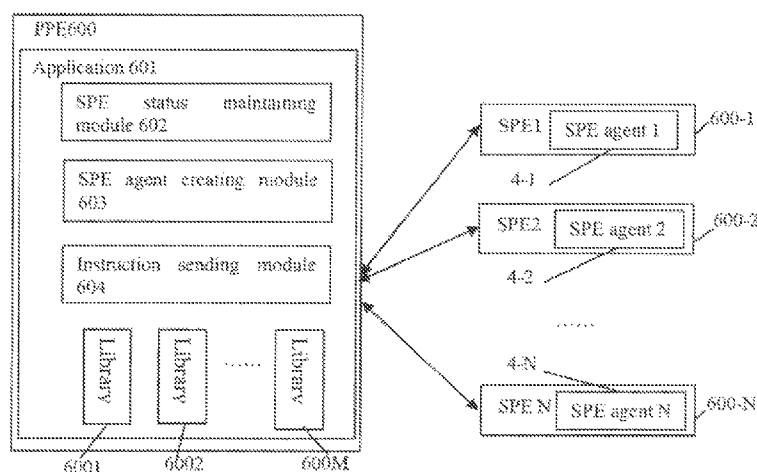 PPE600
Application 601
SPE status maintaining
module 602
SPE agent creating module
603
Instruction sending module
604
Library
Library
......
Library
6001
6002
600M
SPE1
SPE agent 1
600-1
4-1
SPE2
SPE agent 2
600-2
4-2
......
4-N
SPE N
SPE agent N
600-N